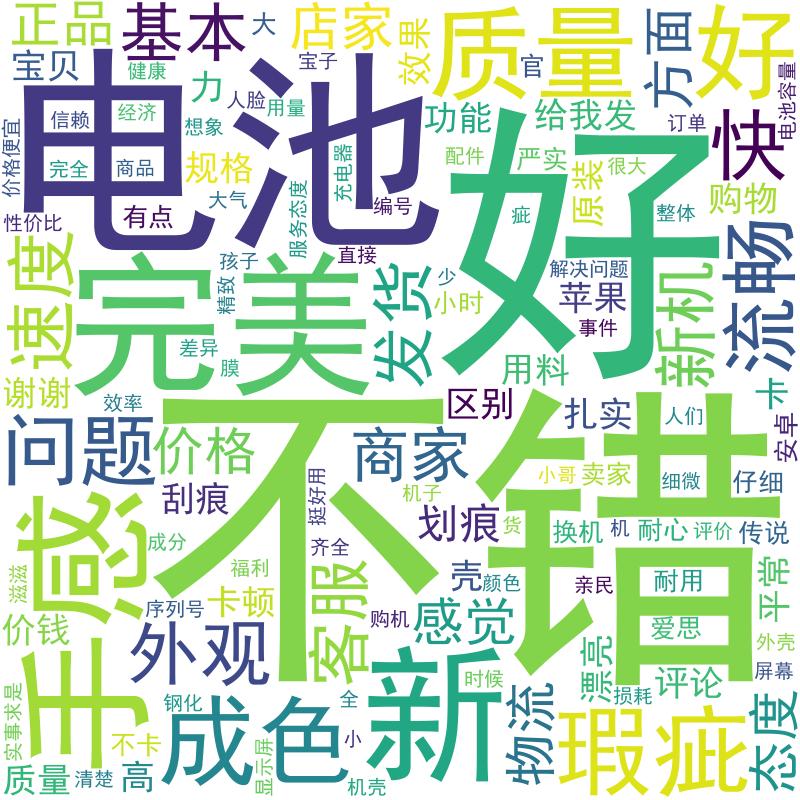 正品
基本
大
店家
效果
质量
官
方面
好
宝贝
健康
力
宝子
电池容量
人脸
用量
电池
功能
给我发
订单
快
价格便宜
信赖
经济
想象
充电器
配件
严实
很大
完全
商品
规格
原装
购物
大气
服务态度
编号
疵
整体
性价比
有点
直接
好
流畅
速度
孩子
精致
完美
发货
少
小时
解决问题
苹果
事件
新机
差异
膜
用料
谢谢
效率
区别
扎实
卡
人们
安卓
不错
问题
价格
商家
小哥
卖家
细微
仔细
刮痕
挺好用
机子
划痕
货
换机
机
耐心
评价
传说
手感
成分
齐全
滋滋
福利
客服
壳
颜色
亲民
耐用
平常
序列号
卡顿
购机
感觉
爱思
价钱
外观
漂亮
外壳
新
时候
评论
屏幕
实事求是
钢化
全
物流
损耗
态度
不卡
成色
显示屏
小
瑕疵
质量
清楚
高
机壳